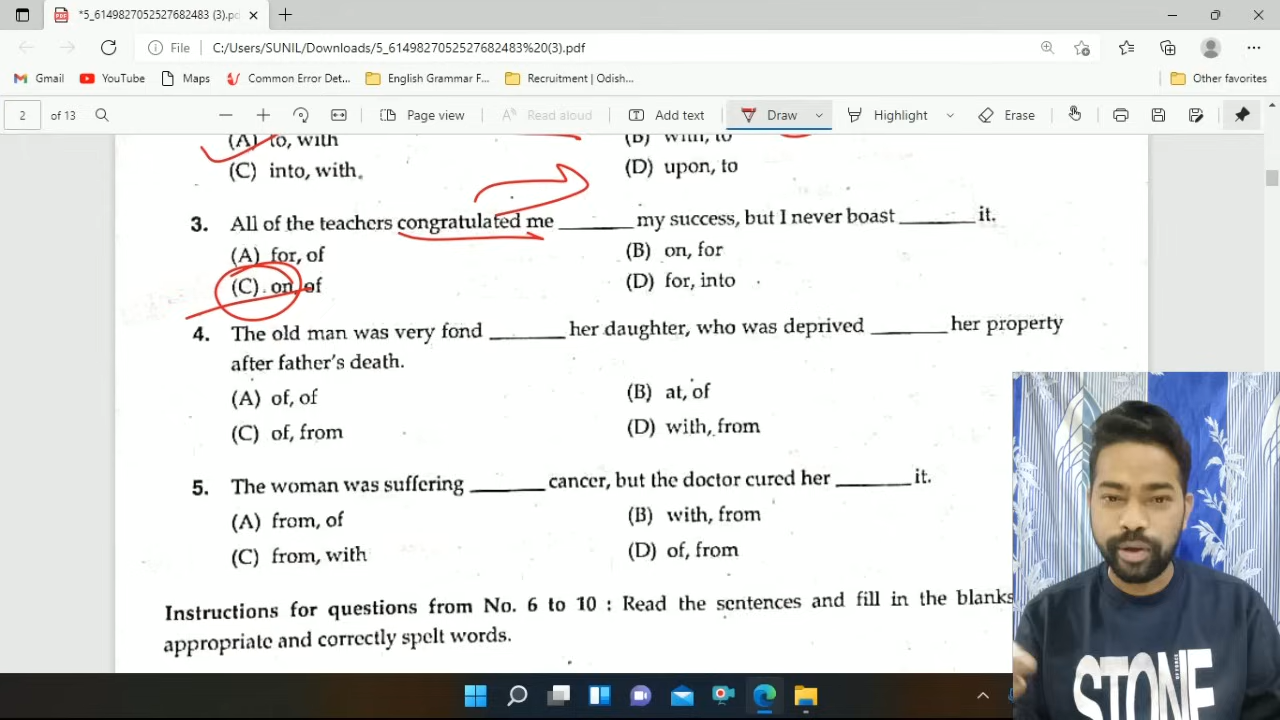 *5_6149827052527682483 (3).pd
File
C:/Users/SUNIL/Downloads/5_6149827052527682483%20(3).pdf
Gmail
YouTube
Maps
Common Error Det...
English Grammar F...
Recruitment | Odish...
Other favorites
2
of 13
Page view
Read aloud
Add text
Draw
Highlight
Erase
(A) to, with
(B) with, to
(C) into, with
(D) upon, to
3. All of the teachers congratulated me ______ my success, but I never boast ______ it.
(A) for, of
(B) on, for
(C) on, of
(D) for, into
4. The old man was very fond ______ her daughter, who was deprived ______ her property
after father's death.
(A) of, of
(B) at, of
(C) of, from
(D) with, from
5. The woman was suffering ______ cancer, but the doctor cured her ______ it.
(A) from, of
(B) with, from
(C) from, with
(D) of, from
Instructions for questions from No. 6 to 10 : Read the sentences and fill in the blanks
appropriate and correctly spelt words.
STONE